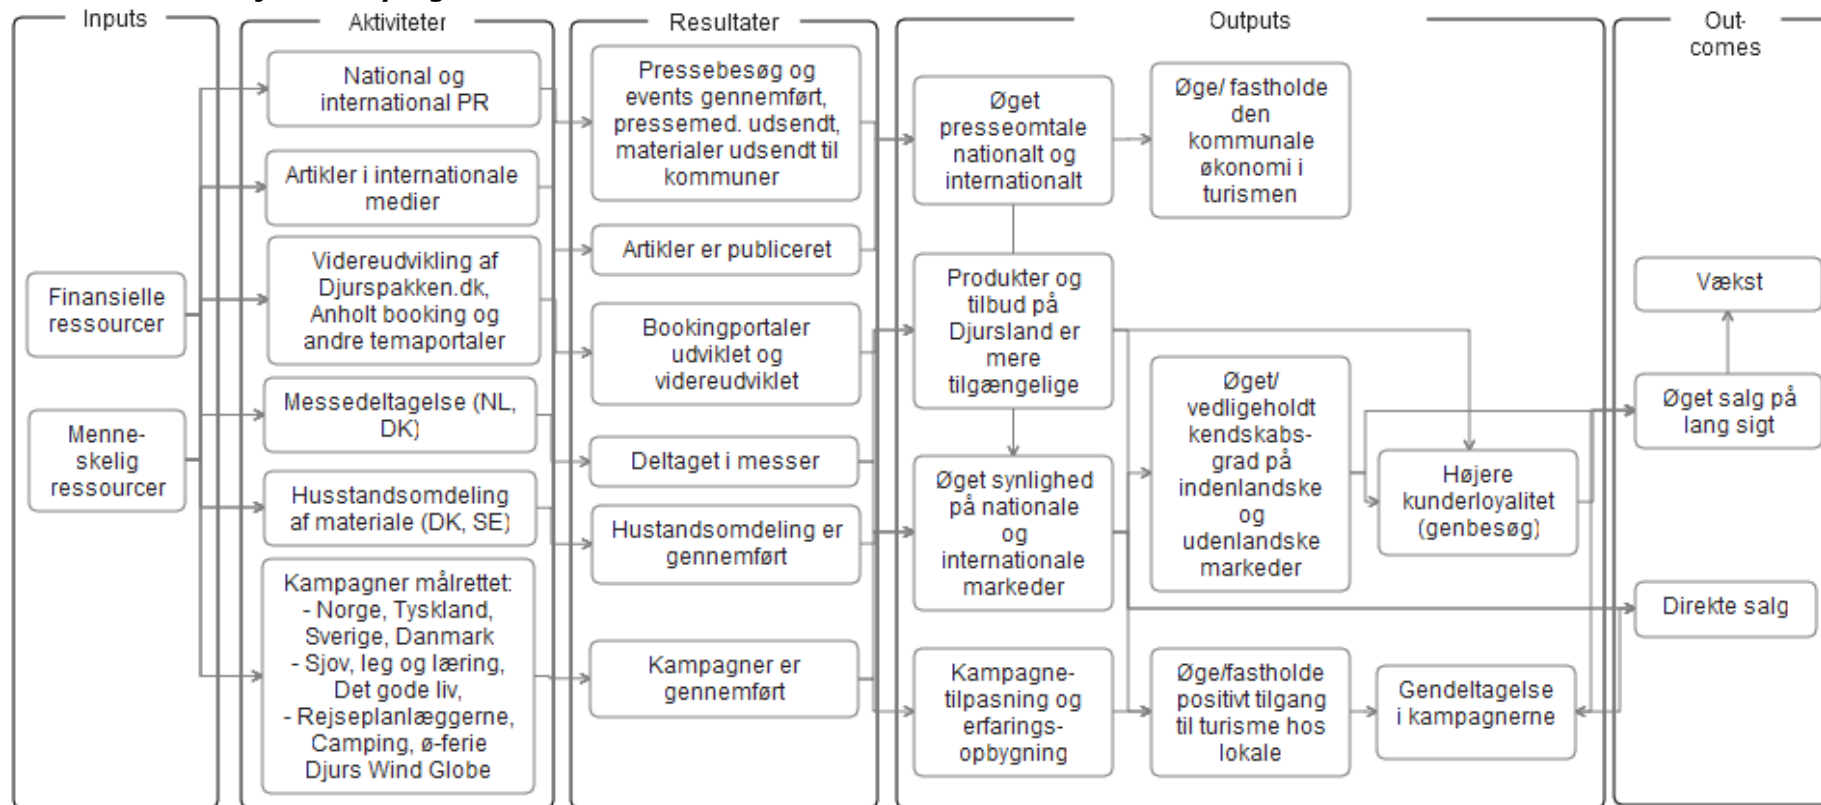 Inputs
Finansielle
ressourcer
Menne-
skelig
ressourcer
Aktiviteter
National og
international PR
Artikler i internationale
medier
Videreudvikling af
Djurspakken.dk,
Anholt booking og
andre temaportaler
Messedeltagelse (NL,
DK)
Husstandsomdeling
af materiale (DK, SE)
Kampagner målrettet:
- Norge, Tyskland,
Sverige, Danmark
- Sjov, leg og læring,
Det gode liv,
- Rejseplanlæggerne,
Camping, ø-ferie
Djurs Wind Globe
Resultater
Pressebesøg og
events gennemført,
pressemed. udsendt,
materialer udsendt til
kommuner
Artikler er publiceret
Bookingportaler
udviklet og
videreudviklet
Deltaget i messer
Hustandsomdeling er
gennemført
Kampagner er
gennemført
Outputs
Øget
presseomtale
nationalt og
internationalt
Øge/ fastholde
den
kommunale
økonomi i
turismen
Produkter og
tilbud på
Djursland er
mere
tilgængelige
Øget synlighed
på nationale
og
internationale
markeder
Øget/
vedligeholdt
kendskabs-
grad på
indenlandske
og
udenlandske
markeder
Højere
kunderloyalitet
(genbesøg)
Kampagne-
tilpasning og
erfarings-
opbygning
Øge/fastholde
positivt tilgang
til turisme hos
lokale
Gendeltagelse
i kampagnerne
Out-
comes
Vækst
Øget salg på
lang sigt
Direkte salg